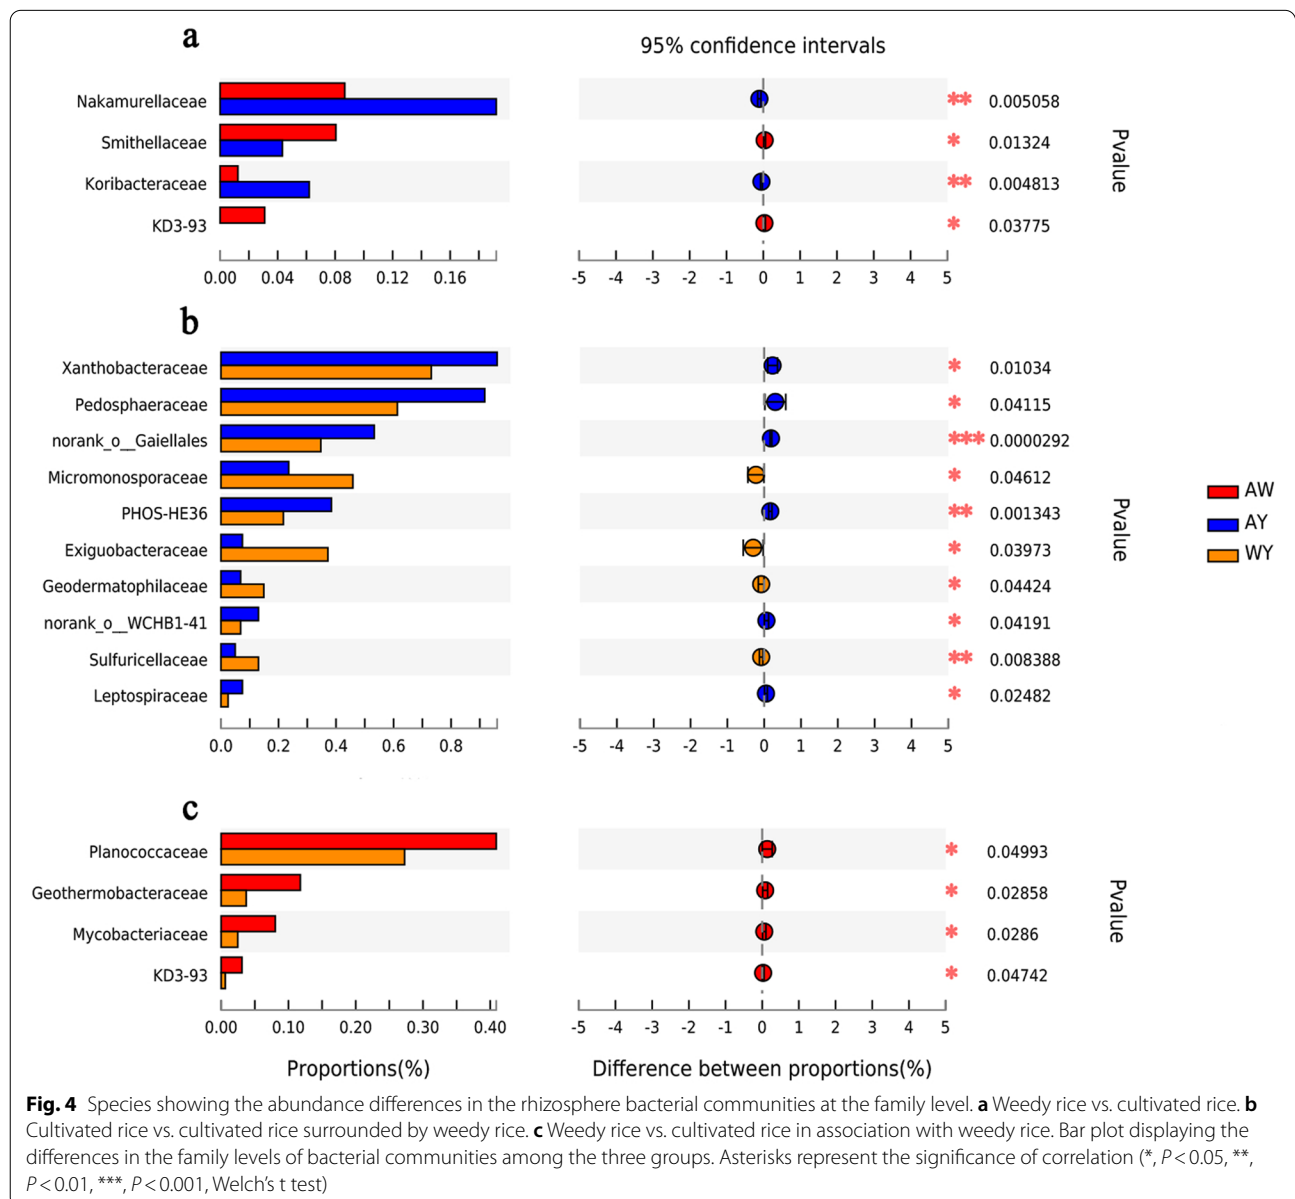 a
95% confidence intervals
Nakamurellaceae
** 0.005058
Smithellaceae
* 0.01324
Koribacteraceae
** 0.004813
KD3-93
* 0.03775
Pvalue
0.00 0.04 0.08 0.12 0.16
-5 -4 -3 -2 -1 0 1 2 3 4 5
b
Xanthobacteraceae
* 0.01034
Pedosphaeraceae
* 0.04115
norank_o__Gaiellales
*** 0.0000292
Micromonosporaceae
* 0.04612
PHOS-HE36
** 0.001343
Exiguobacteraceae
* 0.03973
Geodermatophilaceae
* 0.04424
norank_o__WCHB1-41
* 0.04191
Sulfuricellaceae
** 0.008388
Leptospiraceae
* 0.02482
Pvalue
0.0 0.2 0.4 0.6 0.8
-5 -4 -3 -2 -1 0 1 2 3 4 5
AW
AY
WY
c
Planococcaceae
* 0.04993
Geothermobacteraceae
* 0.02858
Mycobacteriaceae
* 0.0286
KD3-93
* 0.04742
Pvalue
0.00 0.10 0.20 0.30 0.40
-5 -4 -3 -2 -1 0 1 2 3 4 5
Proportions(%)
Difference between proportions(%)
Fig. 4 Species showing the abundance differences in the rhizosphere bacterial communities at the family level. a Weedy rice vs. cultivated rice. b
Cultivated rice vs. cultivated rice surrounded by weedy rice. c Weedy rice vs. cultivated rice in association with weedy rice. Bar plot displaying the
differences in the family levels of bacterial communities among the three groups. Asterisks represent the significance of correlation (*, P < 0.05, **,
P < 0.01, ***, P < 0.001, Welch's t test)